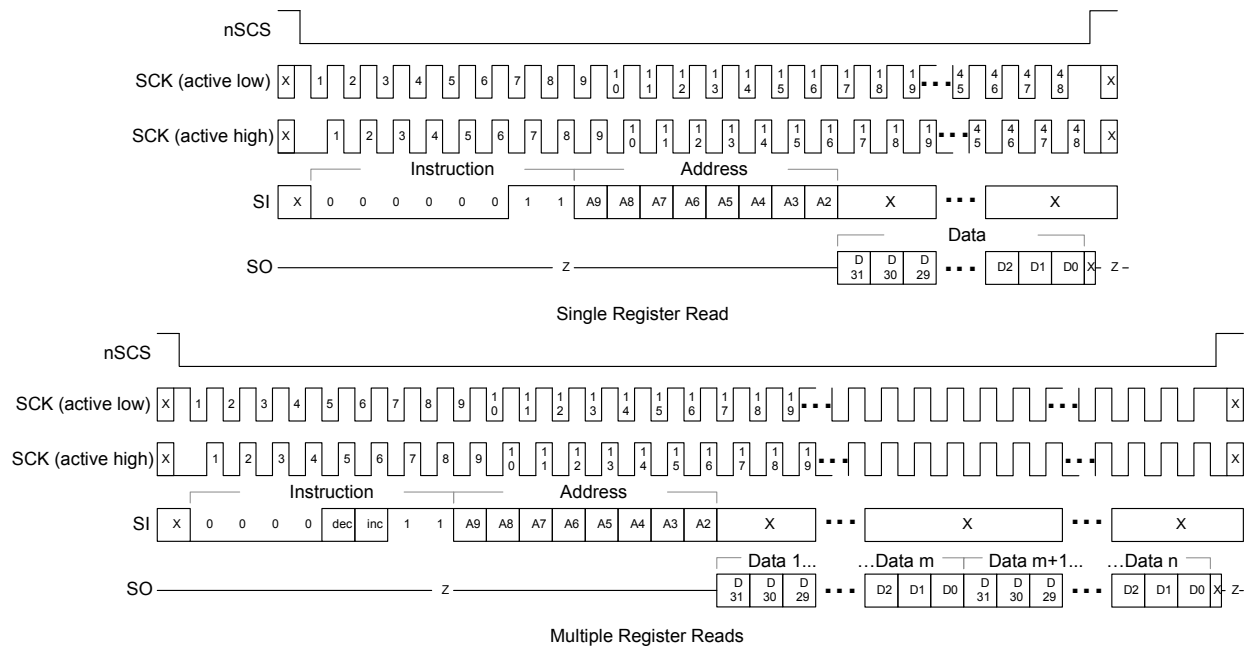 nSCS
SCK (active low) X 1 2 3 4 5 6 7 8 9 10 11 12 13 14 15 16 17 18 19 ... 45 46 47 48 X
SCK (active high) X 1 2 3 4 5 6 7 8 9 10 11 12 13 14 15 16 17 18 19 ... 45 46 47 48 X
Instruction Address
SI X 0 0 0 0 0 0 1 1 A9 A8 A7 A6 A5 A4 A3 A2 X ... X
Data
SO Z D31 D30 D29 ... D2 D1 D0 X Z
Single Register Read
nSCS
SCK (active low) X 1 2 3 4 5 6 7 8 9 10 11 12 13 14 15 16 17 18 19 ... ... X
SCK (active high) X 1 2 3 4 5 6 7 8 9 10 11 12 13 14 15 16 17 18 19 ... ... X
Instruction Address
SI X 0 0 0 0 dec inc 1 1 A9 A8 A7 A6 A5 A4 A3 A2 X ... X ... X
Data 1... ...Data m Data m+1... ...Data n
SO Z D31 D30 D29 ... D2 D1 D0 D31 D30 D29 ... D2 D1 D0 X Z
Multiple Register Reads